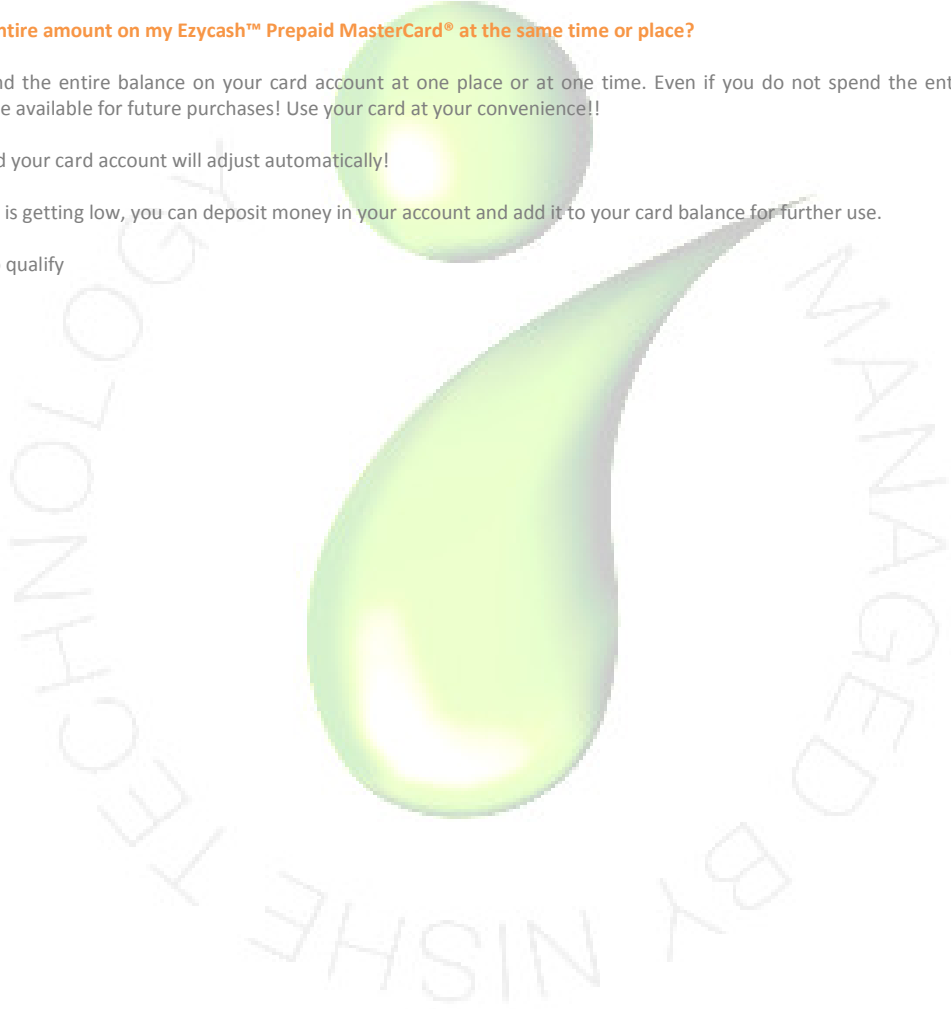 ntire amount on my Ezycash™ Prepaid MasterCard® at the same time or place?
nd the entire balance on your card account at one place or at one time. Even if you do not spend the ent
e available for future purchases! Use your card at your convenience!!
d your card account will adjust automatically!
is getting low, you can deposit money in your account and add it to your card balance for further use.
qualify
MANAGED BY NISHE TECHNOLOGY